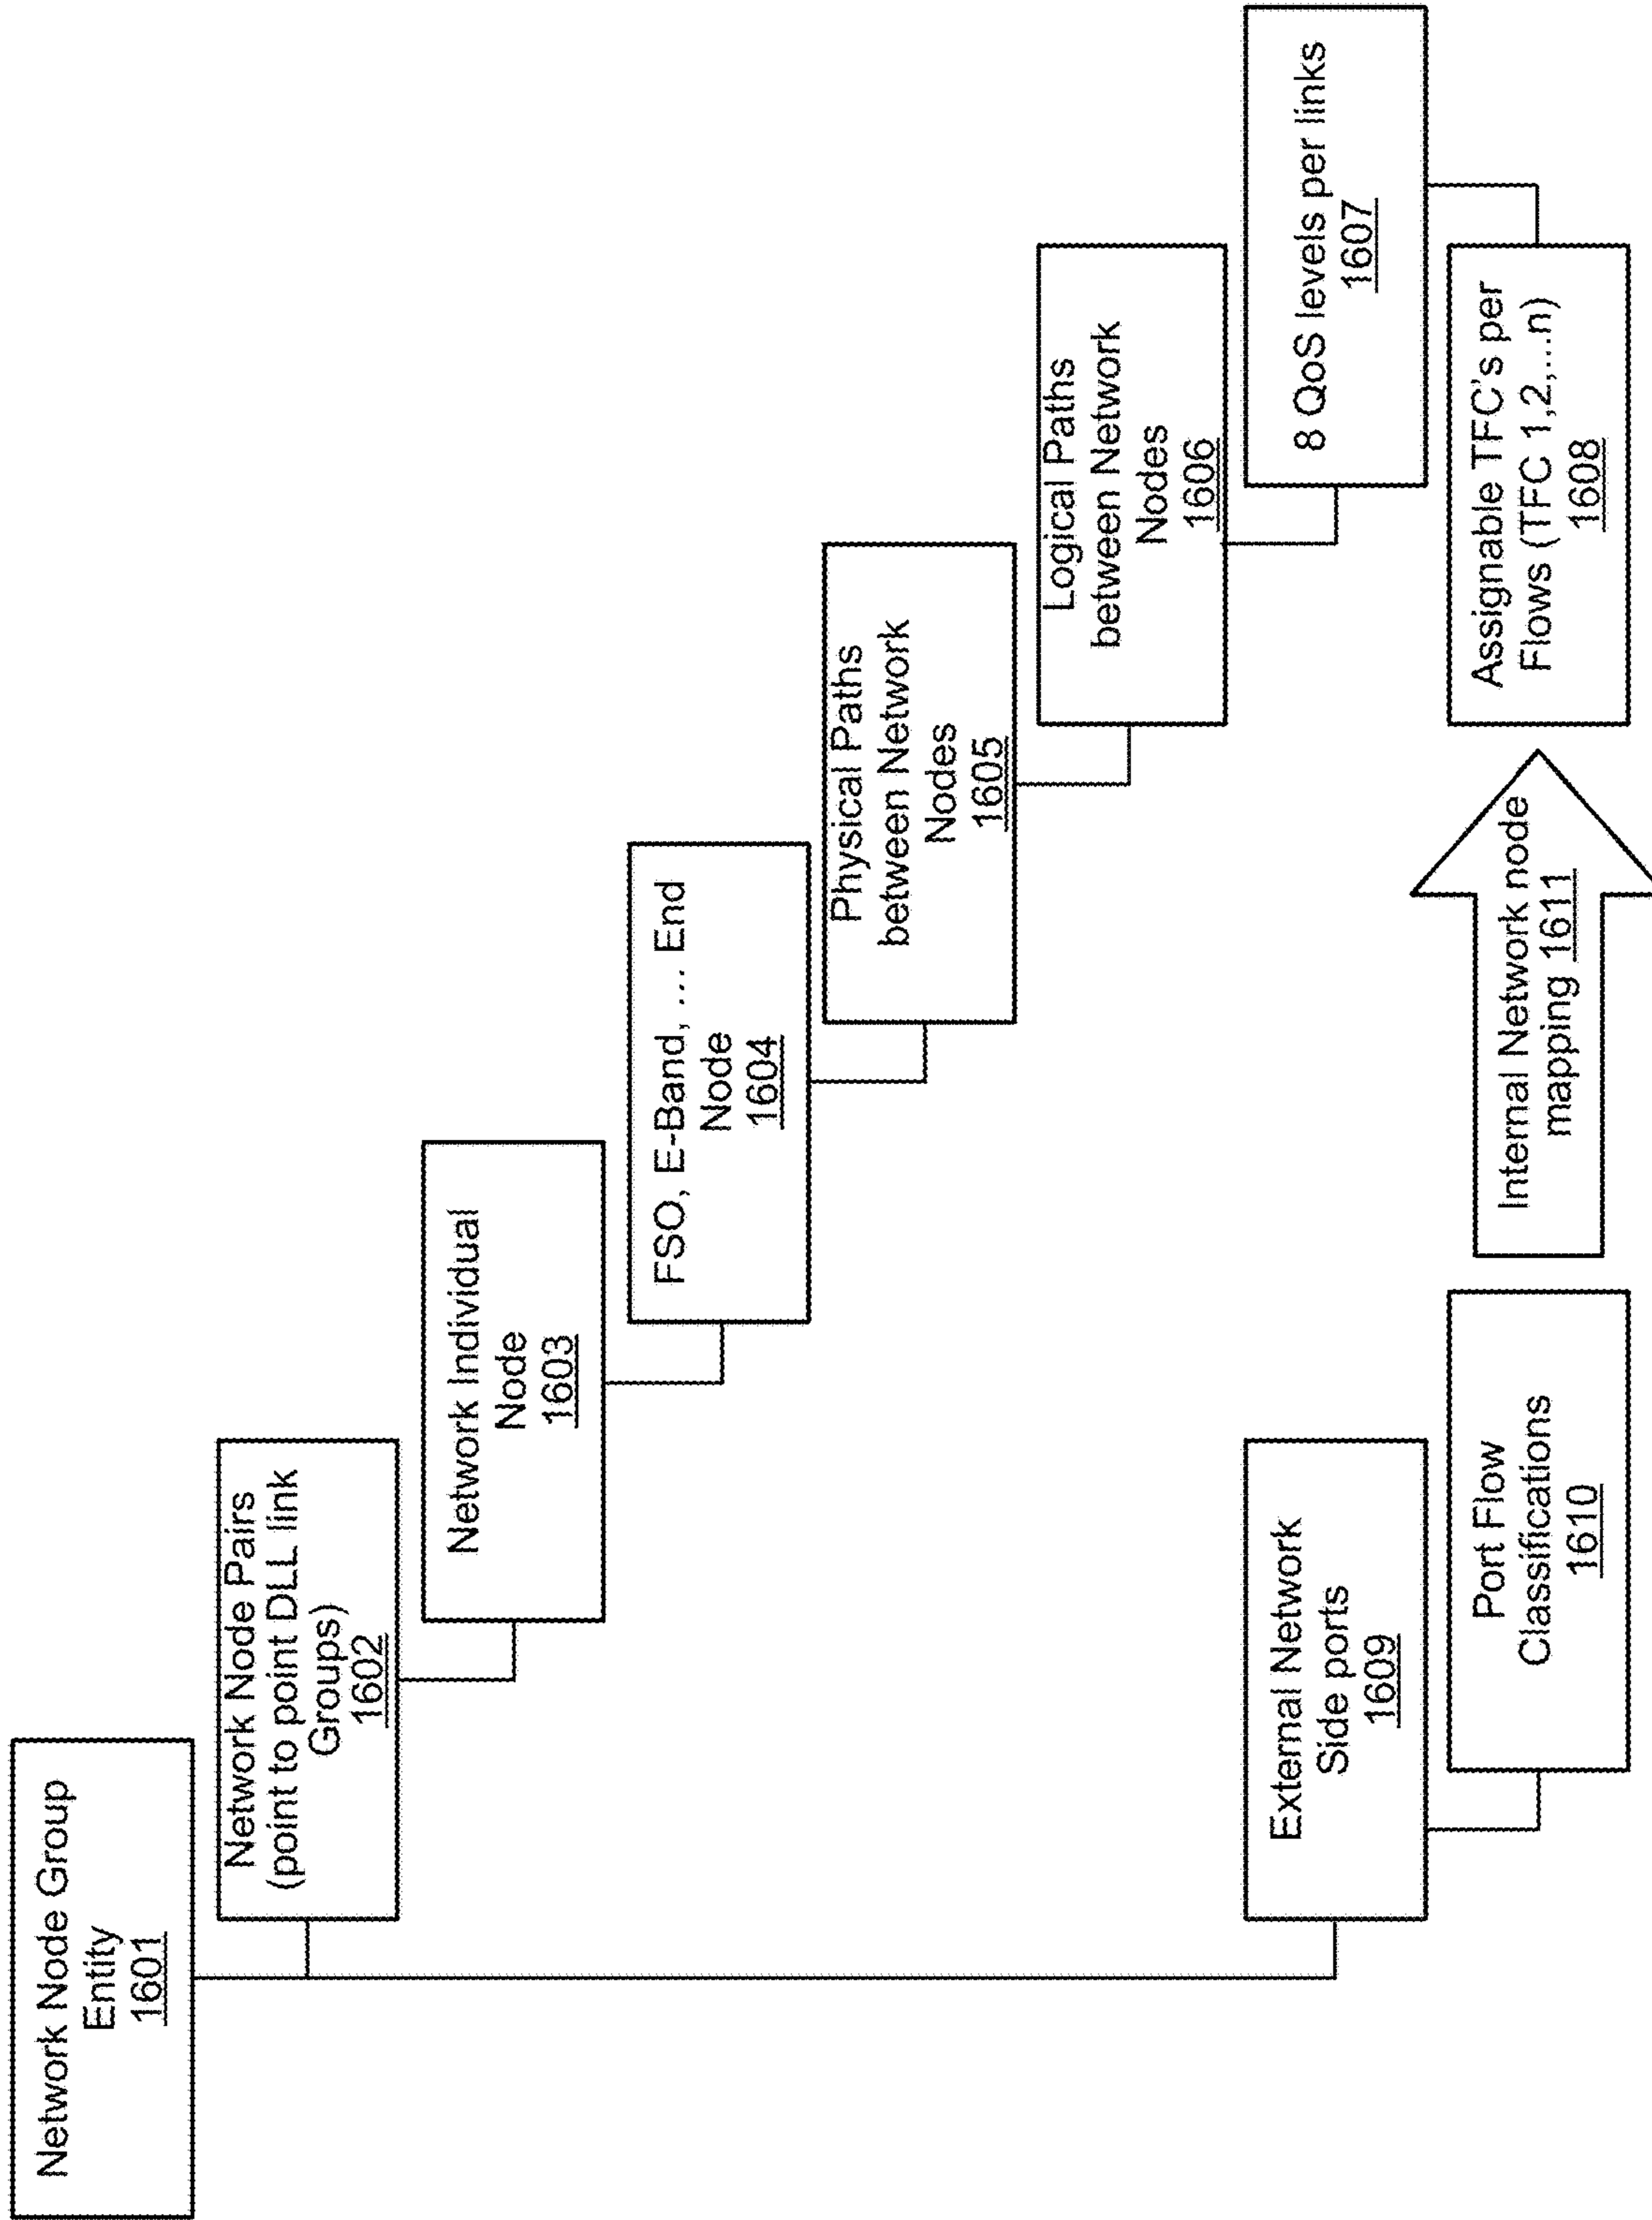 Network Node Group
Entity
1601
Network Node Pairs
(point to point DLL link
Groups)
1602
Network Individual
Node
1603
FSO, E-Band, ... End
Node
1604
Physical Paths
between Network
Nodes
1605
Logical Paths
between Network
Nodes
1606
8 QoS levels per links
1607
Assignable TFC's per
Flows (TFC 1,2,...n)
1608
External Network
Side ports
1609
Port Flow
Classifications
1610
Internal Network node
mapping 1611